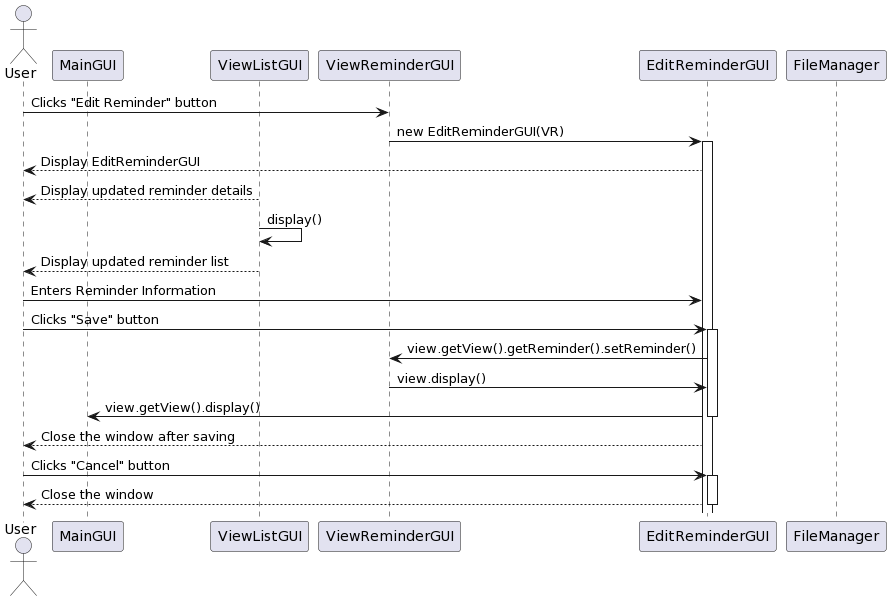 User
MainGUI
ViewListGUI
ViewReminderGUI
EditReminderGUI
FileManager
Clicks "Edit Reminder" button
new EditReminderGUI(VR)
Display EditReminderGUI
Display updated reminder details
display()
Display updated reminder list
Enters Reminder Information
Clicks "Save" button
view.getView().getReminder().setReminder()
view.display()
view.getView().display()
Close the window after saving
Clicks "Cancel" button
Close the window
User
MainGUI
ViewListGUI
ViewReminderGUI
EditReminderGUI
FileManager